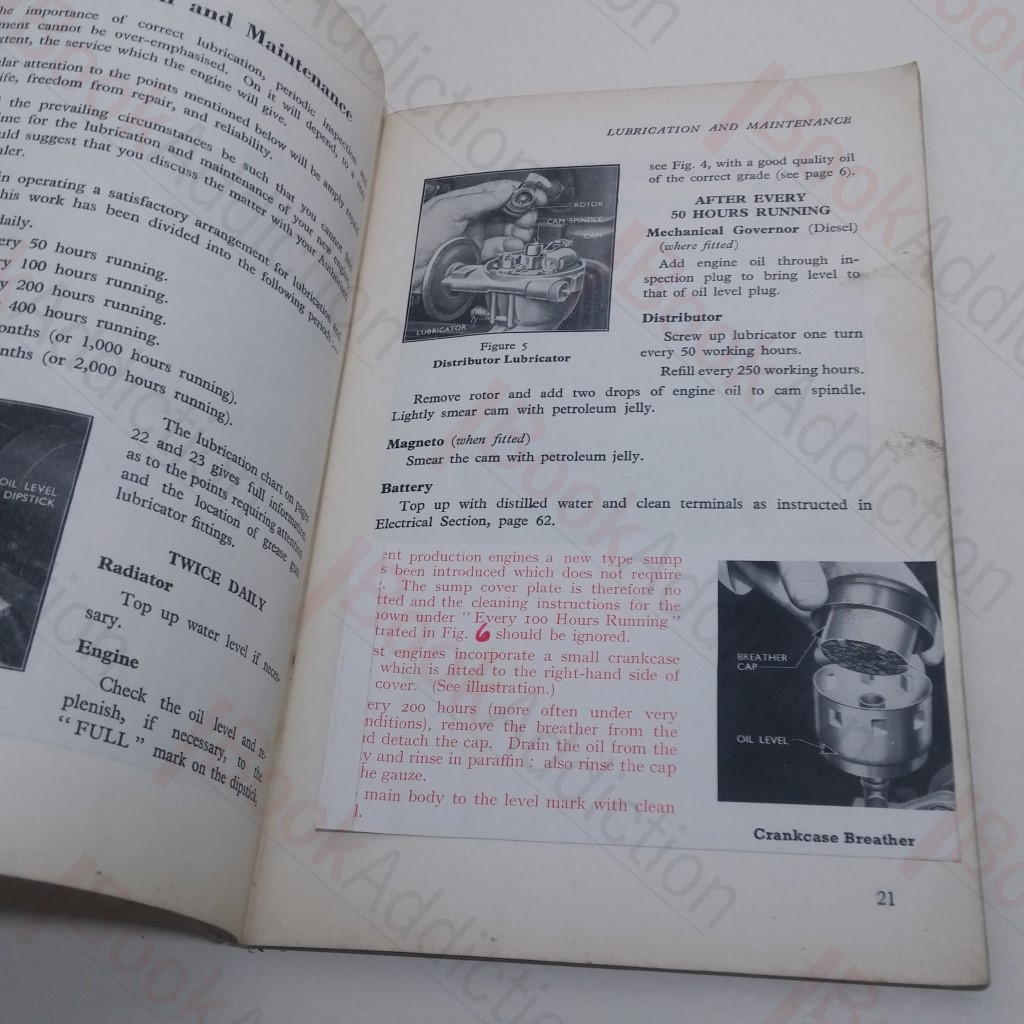 and Maintenance
the importance of correct lubrication, periodic inspection and
ment cannot be over-emphasised. On it will depend, to a very
extent, the service which the engine will give.
lar attention to the points mentioned below will be amply repaid
ife, freedom from repair, and reliability.
the prevailing circumstances be such that you cannot find
ime for the lubrication and maintenance of your new engine,
uld suggest that you discuss the matter with your Authorised
aler.
in operating a satisfactory arrangement for lubrication and
this work has been divided into the following periods :—
daily.
ery 50 hours running.
ry 100 hours running.
y 200 hours running.
400 hours running.
onths (or 1,000 hours running).
nths (or 2,000 hours running).
OIL LEVEL
DIPSTICK
The lubrication chart on pages
22 and 23 gives full information
as to the points requiring attention
and the location of grease gun
lubricator fittings.
TWICE DAILY
Radiator
Top up water level if neces-
sary.
Engine
Check the oil level and re-
plenish, if necessary, to the
“ FULL ” mark on the dipstick,
LUBRICATION AND MAINTENANCE
ROTOR
CAM SPINDLE
CAM
LUBRICATOR
Figure 5
Distributor Lubricator
see Fig. 4, with a good quality oil
of the correct grade (see page 6).
AFTER EVERY
50 HOURS RUNNING
Mechanical Governor (Diesel)
(where fitted)
Add engine oil through in-
spection plug to bring level to
that of oil level plug.
Distributor
Screw up lubricator one turn
every 50 working hours.
Refill every 250 working hours.
Remove rotor and add two drops of engine oil to cam spindle.
Lightly smear cam with petroleum jelly.
Magneto (when fitted)
Smear the cam with petroleum jelly.
Battery
Top up with distilled water and clean terminals as instructed in
Electrical Section, page 62.
ent production engines a new type sump
s been introduced which does not require
. The sump cover plate is therefore no
tted and the cleaning instructions for the
own under “ Every 100 Hours Running ”
trated in Fig. 6 should be ignored.
st engines incorporate a small crankcase
which is fitted to the right-hand side of
cover. (See illustration.)
ery 200 hours (more often under very
nditions), remove the breather from the
nd detach the cap. Drain the oil from the
y and rinse in paraffin : also rinse the cap
he gauze.
main body to the level mark with clean
l.
BREATHER
CAP
OIL LEVEL
Crankcase Breather
21
BookAddiction